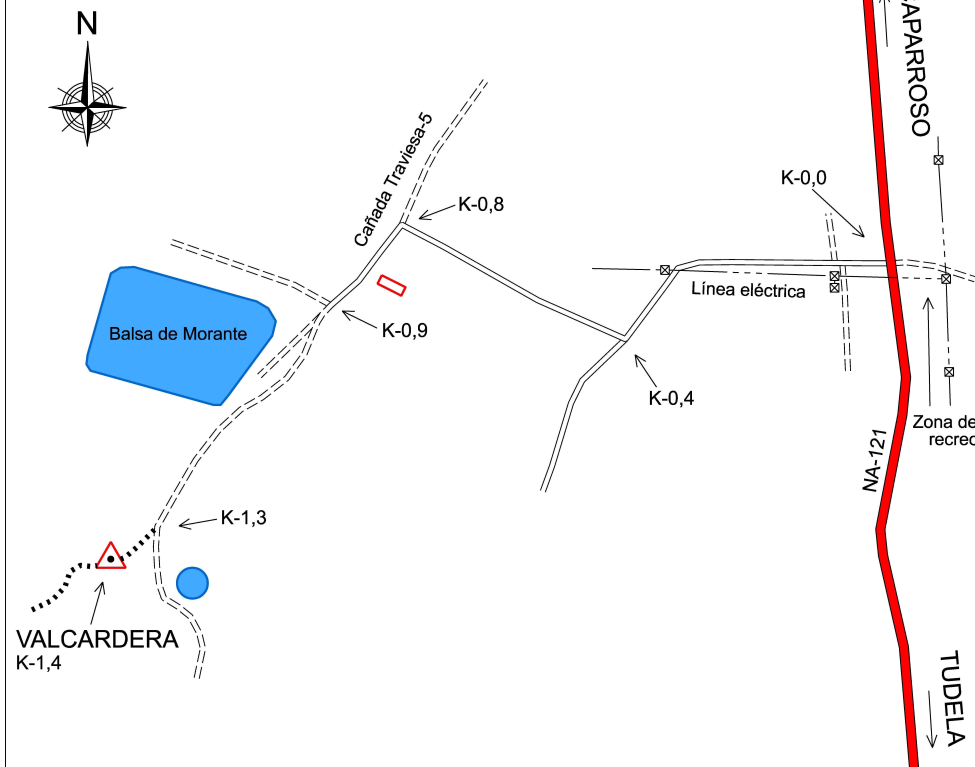 N
CAPARROSO
Cañada Traviesa-5
K-0,8
K-0,0
Línea eléctrica
Balsa de Morante
K-0,9
K-0,4
Zona de
recreo
NA-121
K-1,3
VALCARDERA
K-1,4
TUDELA